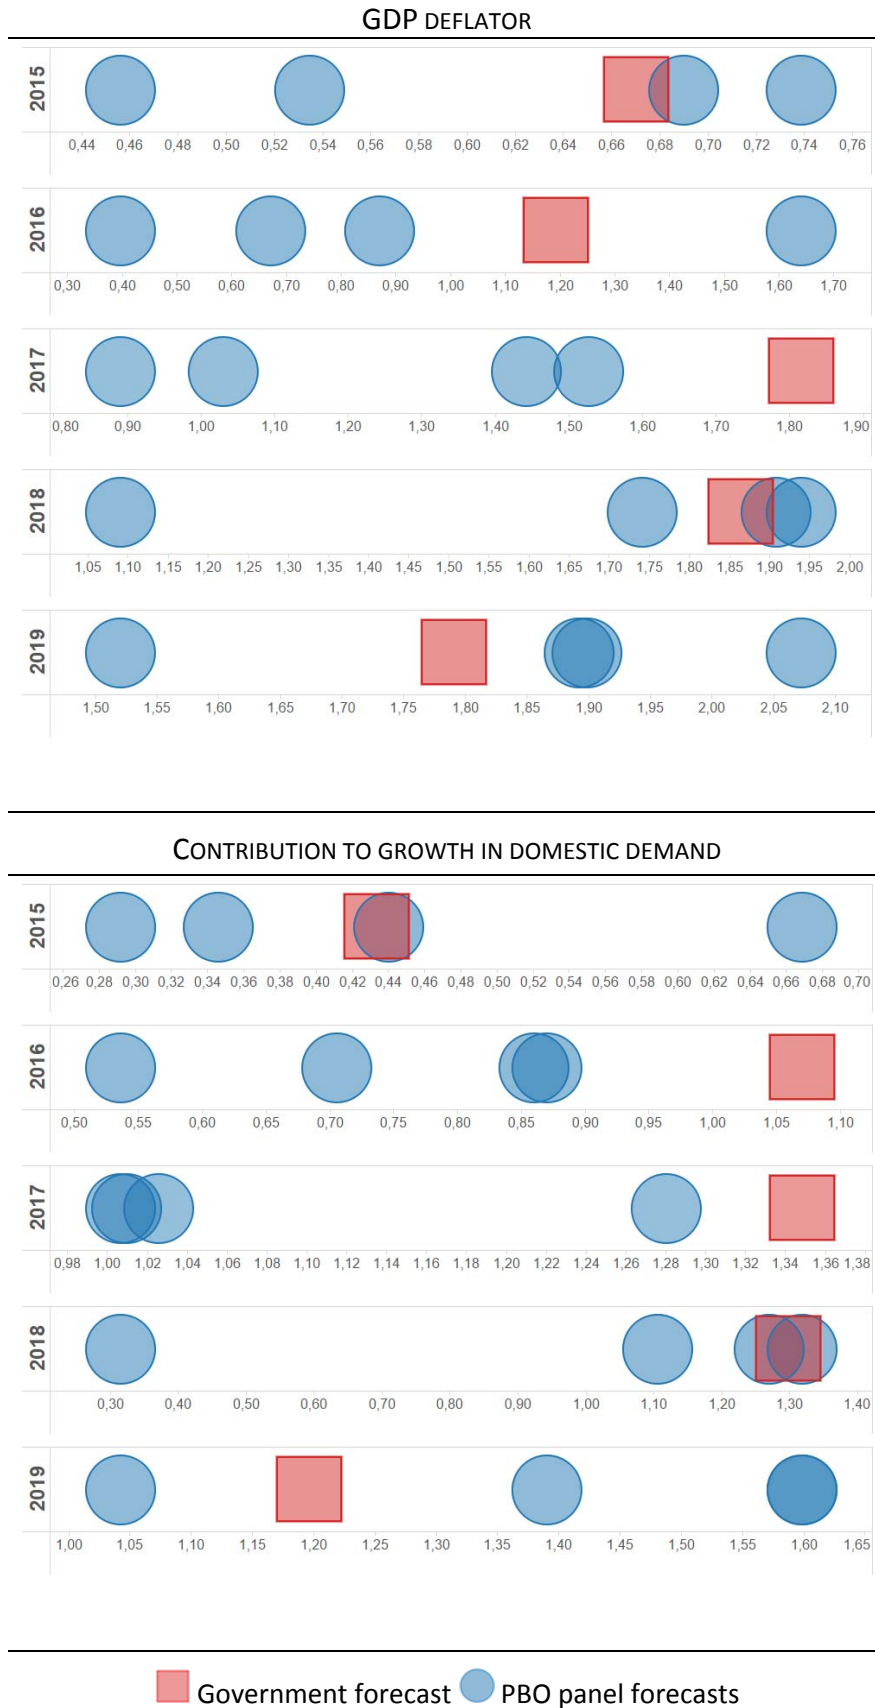 GDP DEFLATOR
2015
0,44 0,46 0,48 0,50 0,52 0,54 0,56 0,58 0,60 0,62 0,64 0,66 0,68 0,70 0,72 0,74 0,76
2016
0,30 0,40 0,50 0,60 0,70 0,80 0,90 1,00 1,10 1,20 1,30 1,40 1,50 1,60 1,70
2017
0,80 0,90 1,00 1,10 1,20 1,30 1,40 1,50 1,60 1,70 1,80 1,90
2018
1,05 1,10 1,15 1,20 1,25 1,30 1,35 1,40 1,45 1,50 1,55 1,60 1,65 1,70 1,75 1,80 1,85 1,90 1,95 2,00
2019
1,50 1,55 1,60 1,65 1,70 1,75 1,80 1,85 1,90 1,95 2,00 2,05 2,10
CONTRIBUTION TO GROWTH IN DOMESTIC DEMAND
2015
0,26 0,28 0,30 0,32 0,34 0,36 0,38 0,40 0,42 0,44 0,46 0,48 0,50 0,52 0,54 0,56 0,58 0,60 0,62 0,64 0,66 0,68 0,70
2016
0,50 0,55 0,60 0,65 0,70 0,75 0,80 0,85 0,90 0,95 1,00 1,05 1,10
2017
0,98 1,00 1,02 1,04 1,06 1,08 1,10 1,12 1,14 1,16 1,18 1,20 1,22 1,24 1,26 1,28 1,30 1,32 1,34 1,36 1,38
2018
0,30 0,40 0,50 0,60 0,70 0,80 0,90 1,00 1,10 1,20 1,30 1,40
2019
1,00 1,05 1,10 1,15 1,20 1,25 1,30 1,35 1,40 1,45 1,50 1,55 1,60 1,65
Government forecast PBO panel forecasts